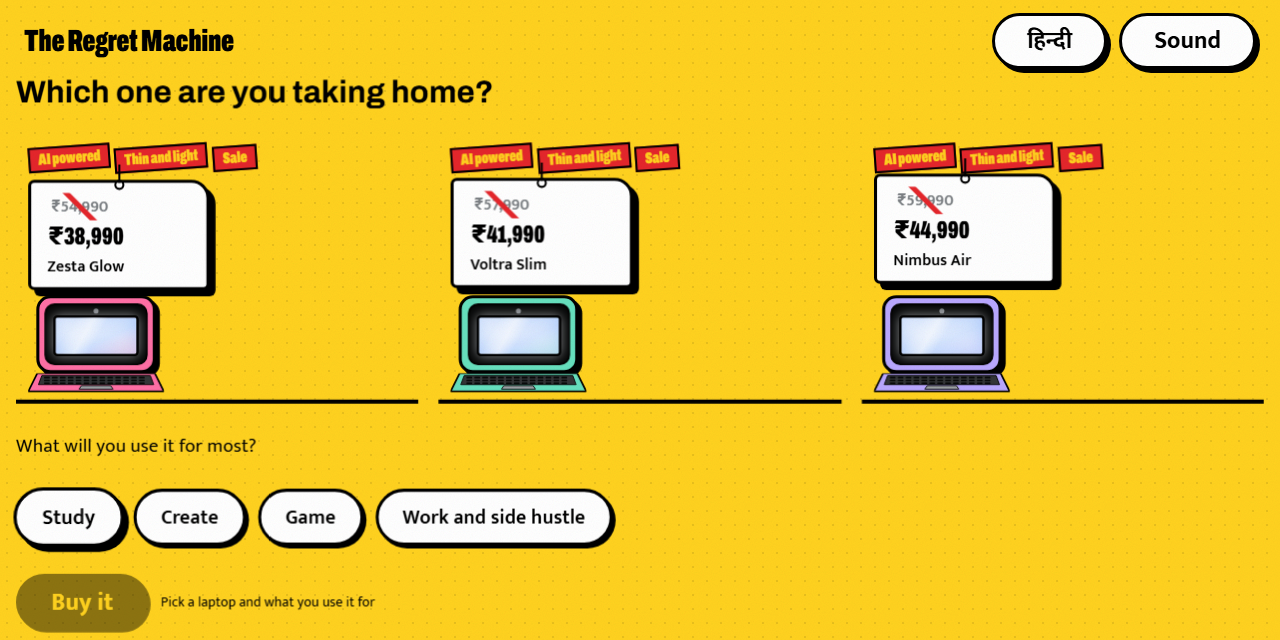 The Regret Machine
हिन्दी
Sound
Which one are you taking home?
AI powered
Thin and light
Sale
₹54,990
₹38,990
Zesta Glow
AI powered
Thin and light
Sale
₹57,990
₹41,990
Voltra Slim
AI powered
Thin and light
Sale
₹59,990
₹44,990
Nimbus Air
What will you use it for most?
Study
Create
Game
Work and side hustle
Buy it
Pick a laptop and what you use it for